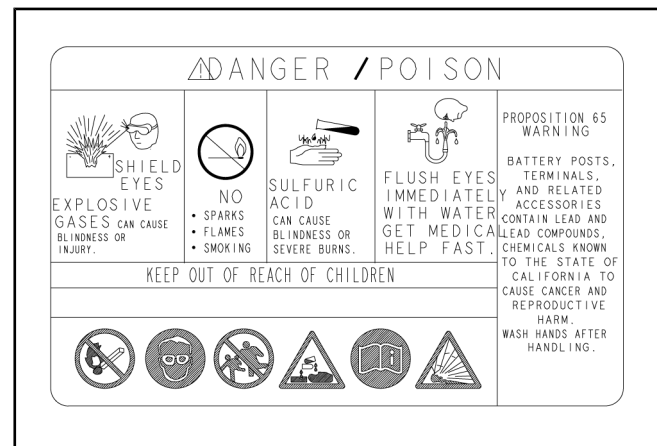 DANGER / POISON
SHIELD
EYES
EXPLOSIVE
GASES CAN CAUSE
BLINDNESS OR
INJURY.
NO
• SPARKS
• FLAMES
• SMOKING
SULFURIC
ACID
CAN CAUSE
BLINDNESS OR
SEVERE BURNS.
FLUSH EYES
IMMEDIATELY
WITH WATER
GET MEDICAL
HELP FAST.
PROPOSITION 65
WARNING
BATTERY POSTS,
TERMINALS,
AND RELATED
ACCESSORIES
CONTAIN LEAD AND
LEAD COMPOUNDS,
CHEMICALS KNOWN
TO THE STATE OF
CALIFORNIA TO
CAUSE CANCER AND
REPRODUCTIVE
HARM.
WASH HANDS AFTER
HANDLING.
KEEP OUT OF REACH OF CHILDREN